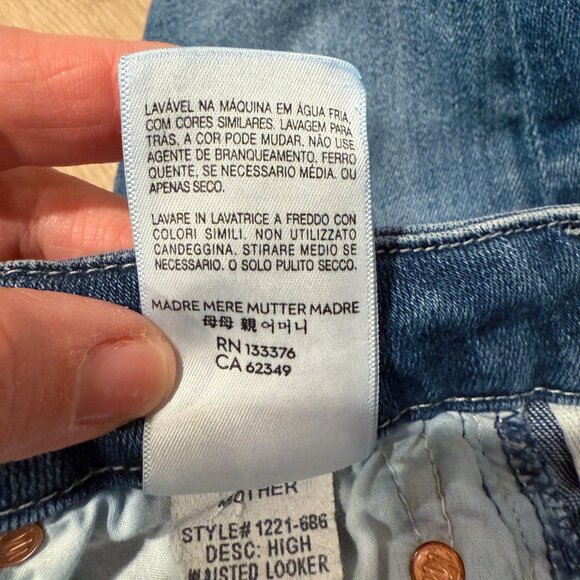 LAVÁVEL NA MÁQUINA EM ÁGUA FRIA,
COM CORES SIMILARES. LAVAGEM PARA
TRÁS, A COR PODE MUDAR, NÃO USE
AGENTE DE BRANQUEAMENTO. FERRO
QUENTE, SE NECESSARIO MÉDIA. OU
APENAS SECO.
LAVARE IN LAVATRICE A FREDDO CON
COLORI SIMILI. NON UTILIZZATO
CANDEGGINA. STIRARE MEDIO SE
NECESSARIO. O SOLO PULITO SECCO.
MADRE MERE MUTTER MADRE
母母 親 어머니
RN 133376
CA 62349
MOTHER
STYLE# 1221-686
DESC: HIGH
WAISTED LOOKER